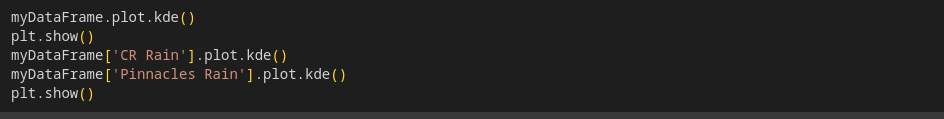 myDataFrame.plot.kde()
plt.show()
myDataFrame['CR Rain'].plot.kde()
myDataFrame['Pinnacles Rain'].plot.kde()
plt.show()